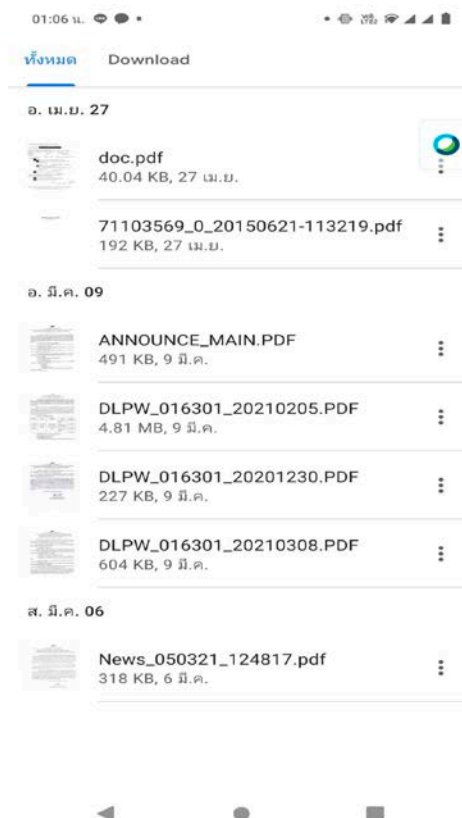 01:06 น.
ทั้งหมด Download
อ. เม.ย. 27
doc.pdf
40.04 KB, 27 เม.ย.
71103569_0_20150621-113219.pdf
192 KB, 27 เม.ย.
อ. มี.ค. 09
ANNOUNCE_MAIN.PDF
491 KB, 9 มี.ค.
DLPW_016301_20210205.PDF
4.81 MB, 9 มี.ค.
DLPW_016301_20201230.PDF
227 KB, 9 มี.ค.
DLPW_016301_20210308.PDF
604 KB, 9 มี.ค.
ส. มี.ค. 06
News_050321_124817.pdf
318 KB, 6 มี.ค.